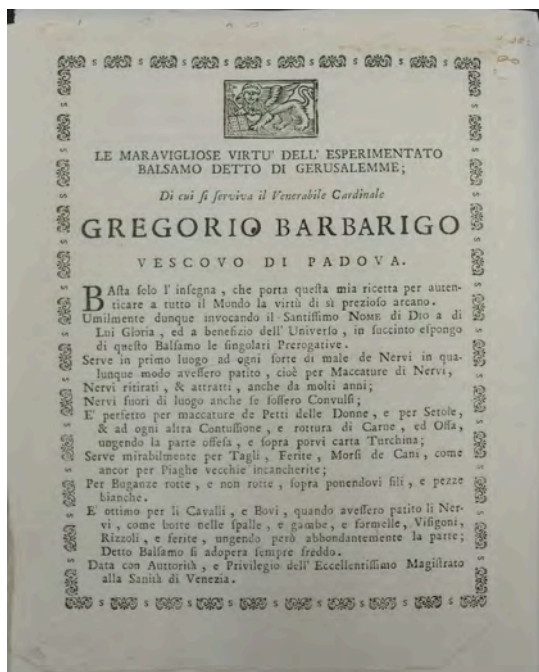 LE MARAVIGLIOSE VIRTU' DELL' ESPERIMENTATO
BALSAMO DETTO DI GERUSALEMME;
Di cui ſi ſerviva il Venerabile Cardinale
GREGORIO BARBARIGO
VESCOVO DI PADOVA.
BAſta ſolo l' inſegna, che porta queſta mia ricetta per auten-
ticare a tutto il Mondo la virtù di sì prezioſo arcano.
Umilmente dunque invocando il Santiſſimo NOME di DIO a di
Lui Gloria, ed a benefizio dell' Univerſo, in ſuccinto eſpongo
di queſto Balſamo le ſingolari Prerogative.
Serve in primo luogo ad ogni ſorte di male de Nervi in qua-
lunque modo aveſſero patito, cioè per Maccature di Nervi,
Nervi ritirati, & attratti, anche da molti anni;
Nervi fuori di luogo anche ſe foſſero Convulſi;
E' perfetto per maccature de Petti delle Donne, e per Setole,
& ad ogni altra Contuſſione, e rottura di Carne, ed Oſſa,
ungendo la parte offeſa, e ſopra porvi carta Turchina;
Serve mirabilmente per Tagli, Ferite, Morſi de Cani, come
ancor per Piaghe vecchie incancherite;
Per Buganze rotte, e non rotte, ſopra ponendovi fili, e pezze
bianche.
E' ottimo per li Cavalli, e Bovi, quando aveſſero patito li Ner-
vi, come botte nelle ſpalle, e gambe, e formelle, Viſigoni,
Rizzoli, e ferite, ungendo però abbondantemente la parte;
Detto Balſamo ſi adopera ſempre freddo.
Data con Auttorità, e Privilegio dell' Eccellentiſſimo Magiſtrato
alla Sanità di Venezia.